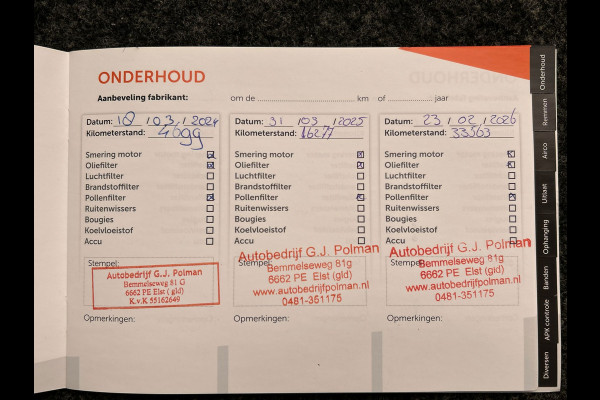 ONDERHOUD
Aanbeveling fabrikant: om de .................................. km of .................. jaar
Datum: 18 / 03 / 2024
Kilometerstand: 4699
Smering motor
Oliefilter
Luchtfilter
Brandstoffilter
Pollenfilter
Ruitenwissers
Bougies
Koelvloeistof
Accu
Stempel:
Autobedrijf G.J. Polman
Bemmelseweg 81 G
6662 PE Elst ( gld)
K.v.K 55162649
Opmerkingen:
Datum: 31 / 03 / 2025
Kilometerstand: 16277
Smering motor
Oliefilter
Luchtfilter
Brandstoffilter
Pollenfilter
Ruitenwissers
Bougies
Koelvloeistof
Accu
Stempel:
Autobedrijf G.J. Polman
Bemmelseweg 81g
6662 PE Elst (gld)
www.autobedrijfpolman.nl
0481-351175
Opmerkingen:
Datum: 23 / 02 / 2026
Kilometerstand: 33563
Smering motor
Oliefilter
Luchtfilter
Brandstoffilter
Pollenfilter
Ruitenwissers
Bougies
Koelvloeistof
Accu
Stempel:
Autobedrijf G.J. Polman
Bemmelseweg 81g
6662 PE Elst (gld)
www.autobedrijfpolman.nl
0481-351175
Opmerkingen:
Onderhoud
Remmen
Airco
Uitlaat
Ophanging
Banden
APK controle
Diversen